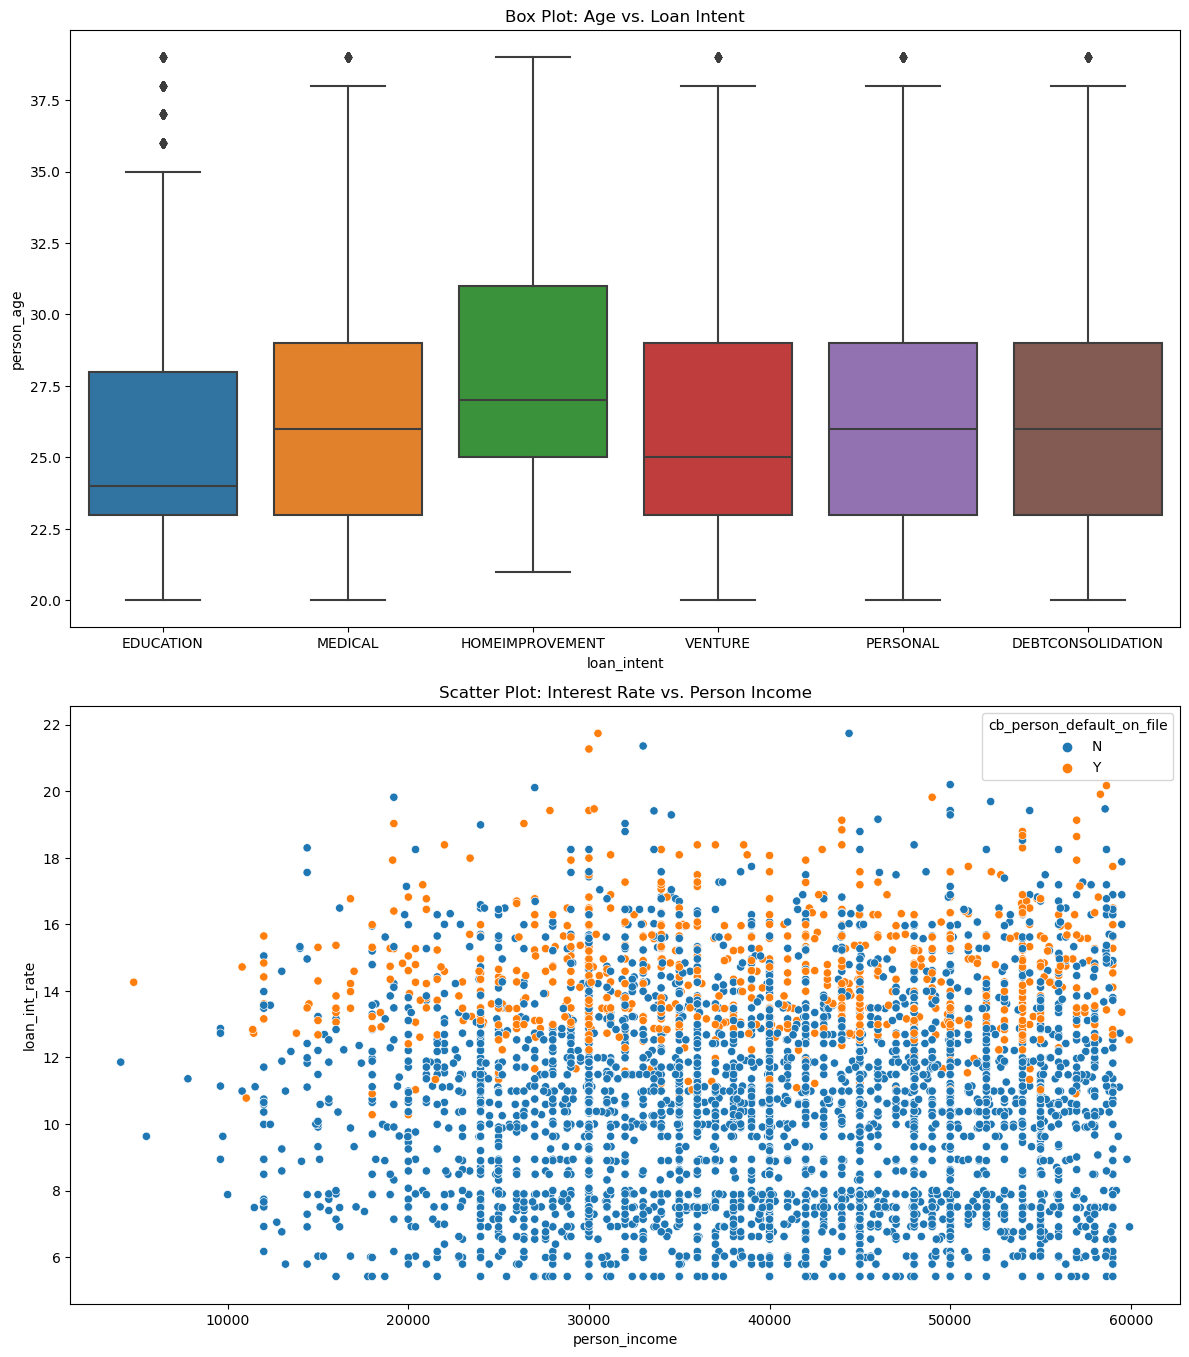 Box Plot: Age vs. Loan Intent
37.5
35.0
32.5
30.0
27.5
25.0
22.5
20.0
person_age
EDUCATION MEDICAL HOMEIMPROVEMENT VENTURE PERSONAL DEBTCONSOLIDATION
loan_intent
Scatter Plot: Interest Rate vs. Person Income
cb_person_default_on_file
N
Y
22
20
18
16
14
12
10
8
6
loan_int_rate
10000 20000 30000 40000 50000 60000
person_income